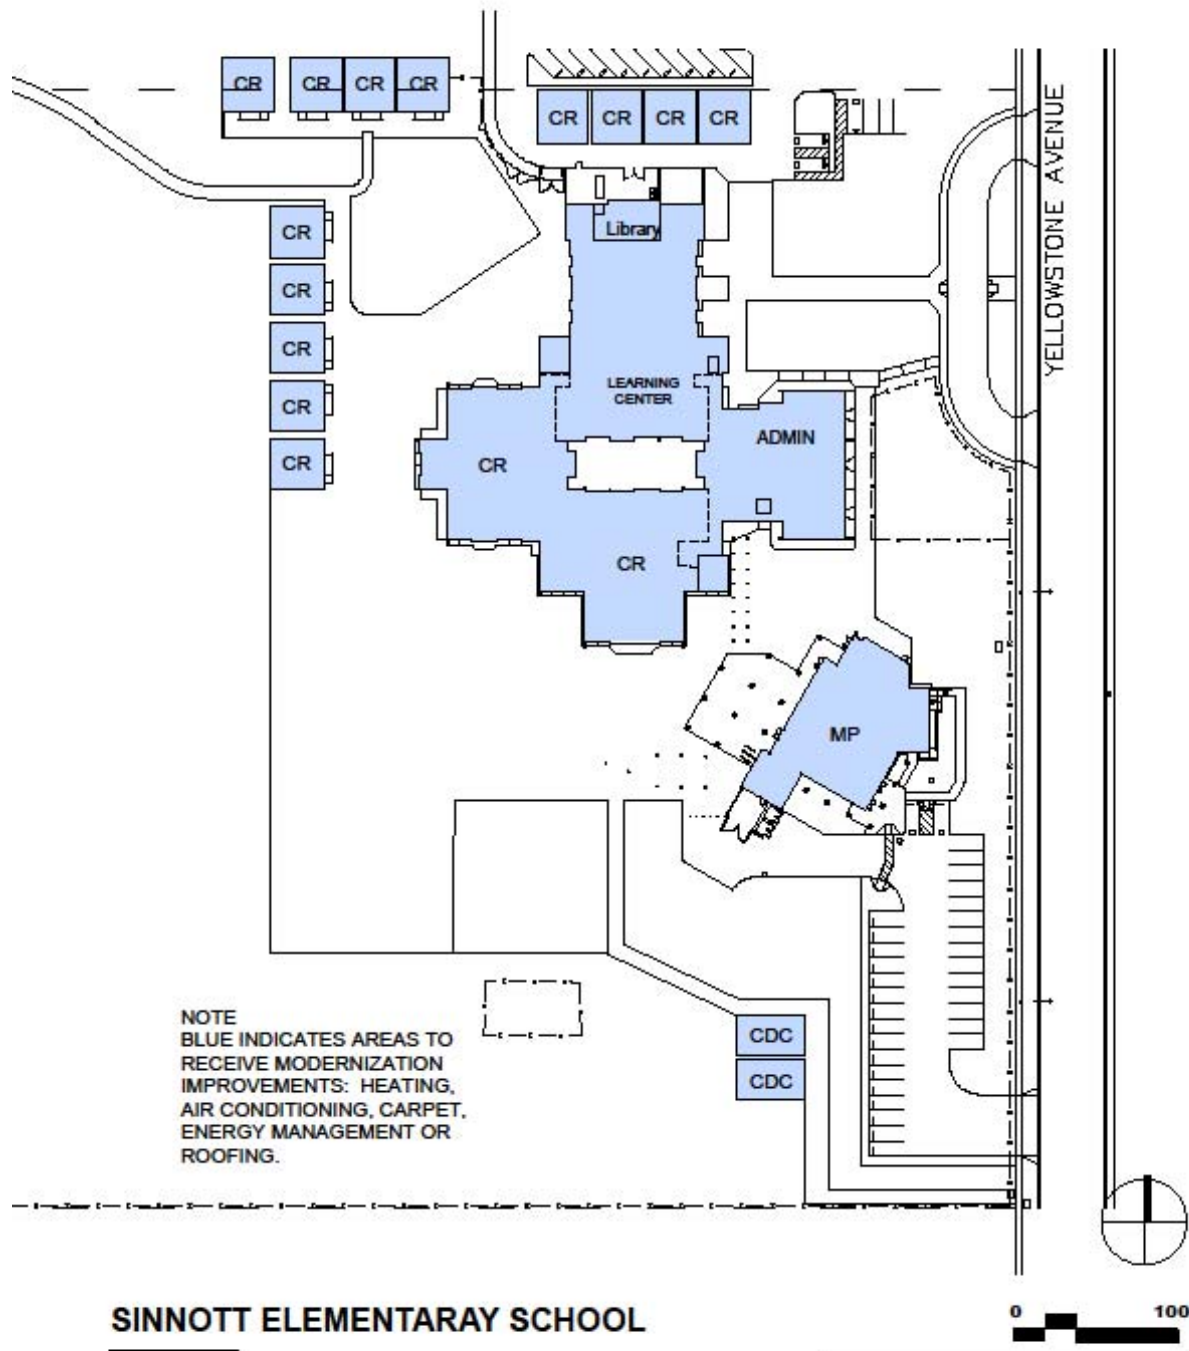 CR CR CR CR
CR CR CR CR
YELLOWSTONE AVENUE
CR
Library
CR
CR
LEARNING
CENTER
CR
ADMIN
CR
CR
CR
MP
NOTE
BLUE INDICATES AREAS TO
RECEIVE MODERNIZATION
IMPROVEMENTS: HEATING,
AIR CONDITIONING, CARPET,
ENERGY MANAGEMENT OR
ROOFING.
CDC
CDC
SINNOTT ELEMENTARAY SCHOOL
0 100